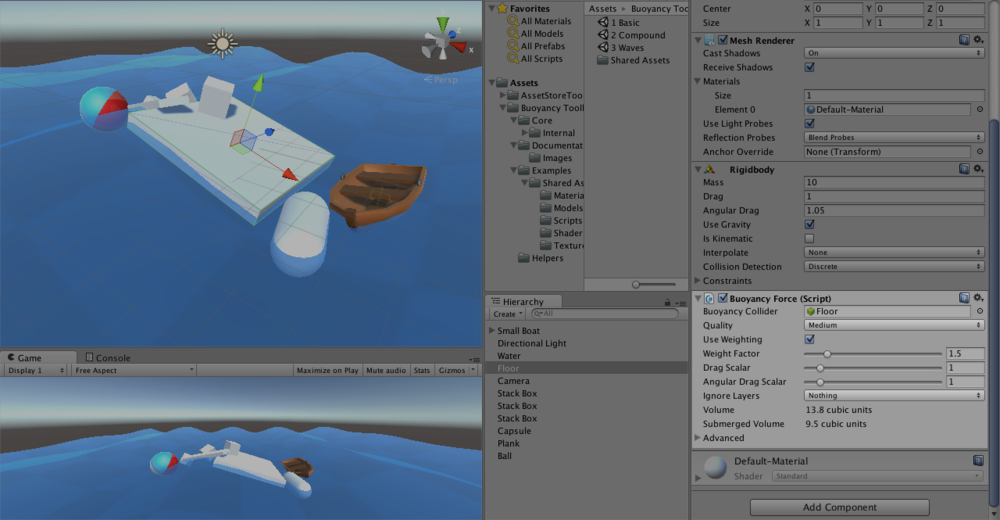 x
Persp
Game
Console
Display 1
Free Aspect
Maximize on Play
Mute audio
Stats
Gizmos
Favorites
All Materials
All Models
All Prefabs
All Scripts
Assets
AssetStoreToo
Buoyancy Toolk
Core
Internal
Documentat
Images
Examples
Shared As
Materia
Models
Scripts
Shader
Texture
Helpers
Assets
Buoyancy Tool
1 Basic
2 Compound
3 Waves
Shared Assets
Hierarchy
Create
All
Small Boat
Directional Light
Water
Floor
Camera
Stack Box
Stack Box
Stack Box
Capsule
Plank
Ball
Center X 0 Y 0 Z 0
Size X 1 Y 1 Z 1
Mesh Renderer
Cast Shadows On
Receive Shadows
Materials
Size 1
Element 0 Default-Material
Use Light Probes
Reflection Probes Blend Probes
Anchor Override None (Transform)
Rigidbody
Mass 10
Drag 1
Angular Drag 1.05
Use Gravity
Is Kinematic
Interpolate None
Collision Detection Discrete
Constraints
Buoyancy Force (Script)
Buoyancy Collider Floor
Quality Medium
Use Weighting
Weight Factor 1.5
Drag Scalar 1
Angular Drag Scalar 1
Ignore Layers Nothing
Volume 13.8 cubic units
Submerged Volume 9.5 cubic units
Advanced
Default-Material
Shader Standard
Add Component